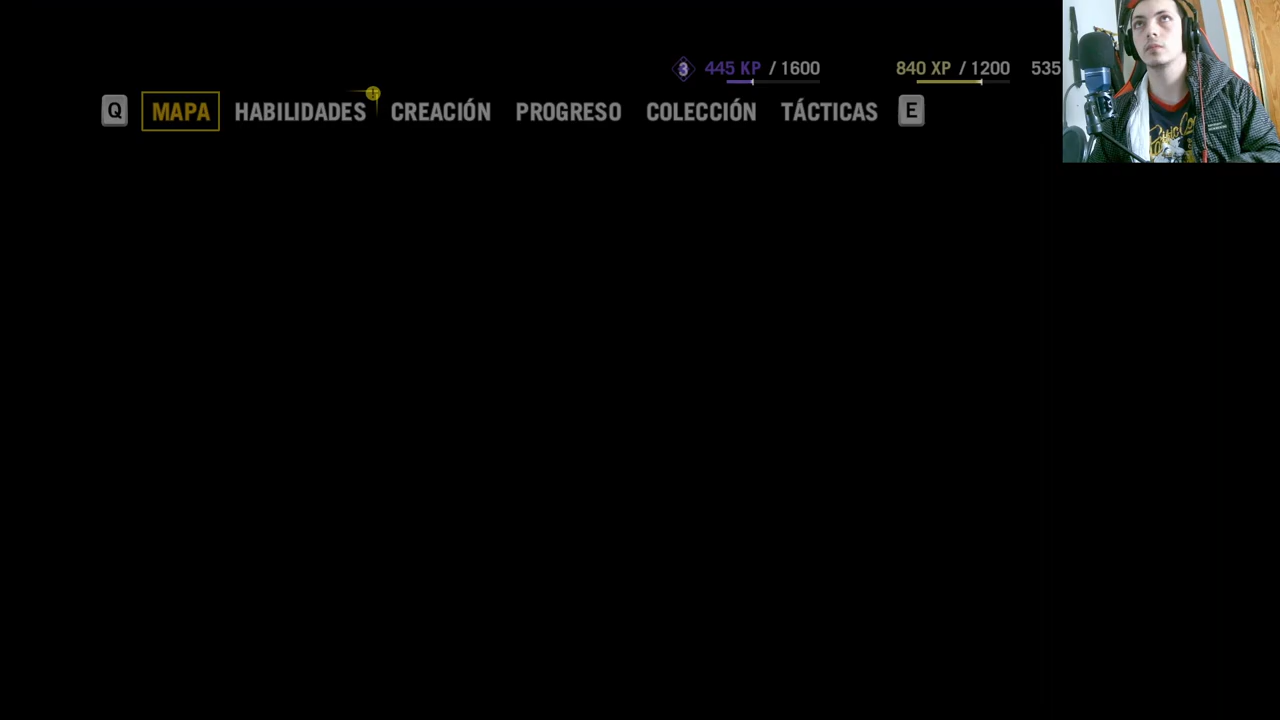 3 445 KP / 1600 840 XP / 1200 535
Q MAPA HABILIDADES CREACIÓN PROGRESO COLECCIÓN TÁCTICAS E